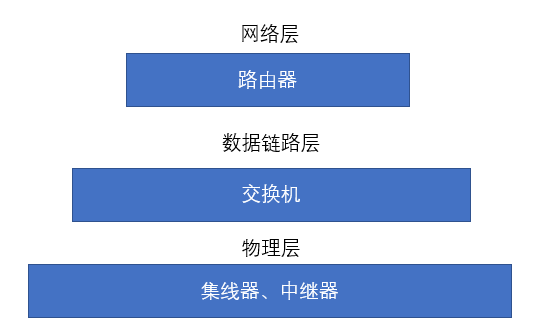 网络层
路由器
数据链路层
交换机
物理层
集线器、中继器